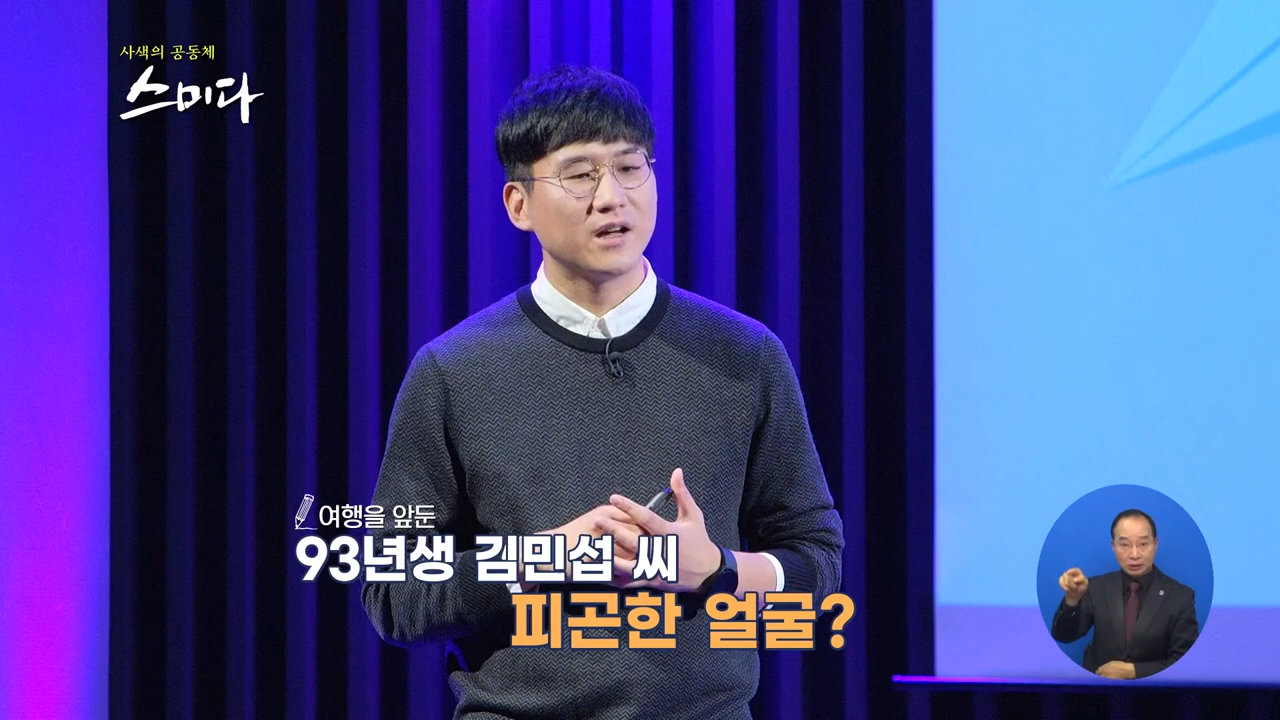 사색의 공동체
스미다
여행을 앞둔
93년생 김민섭 씨
피곤한 얼굴?